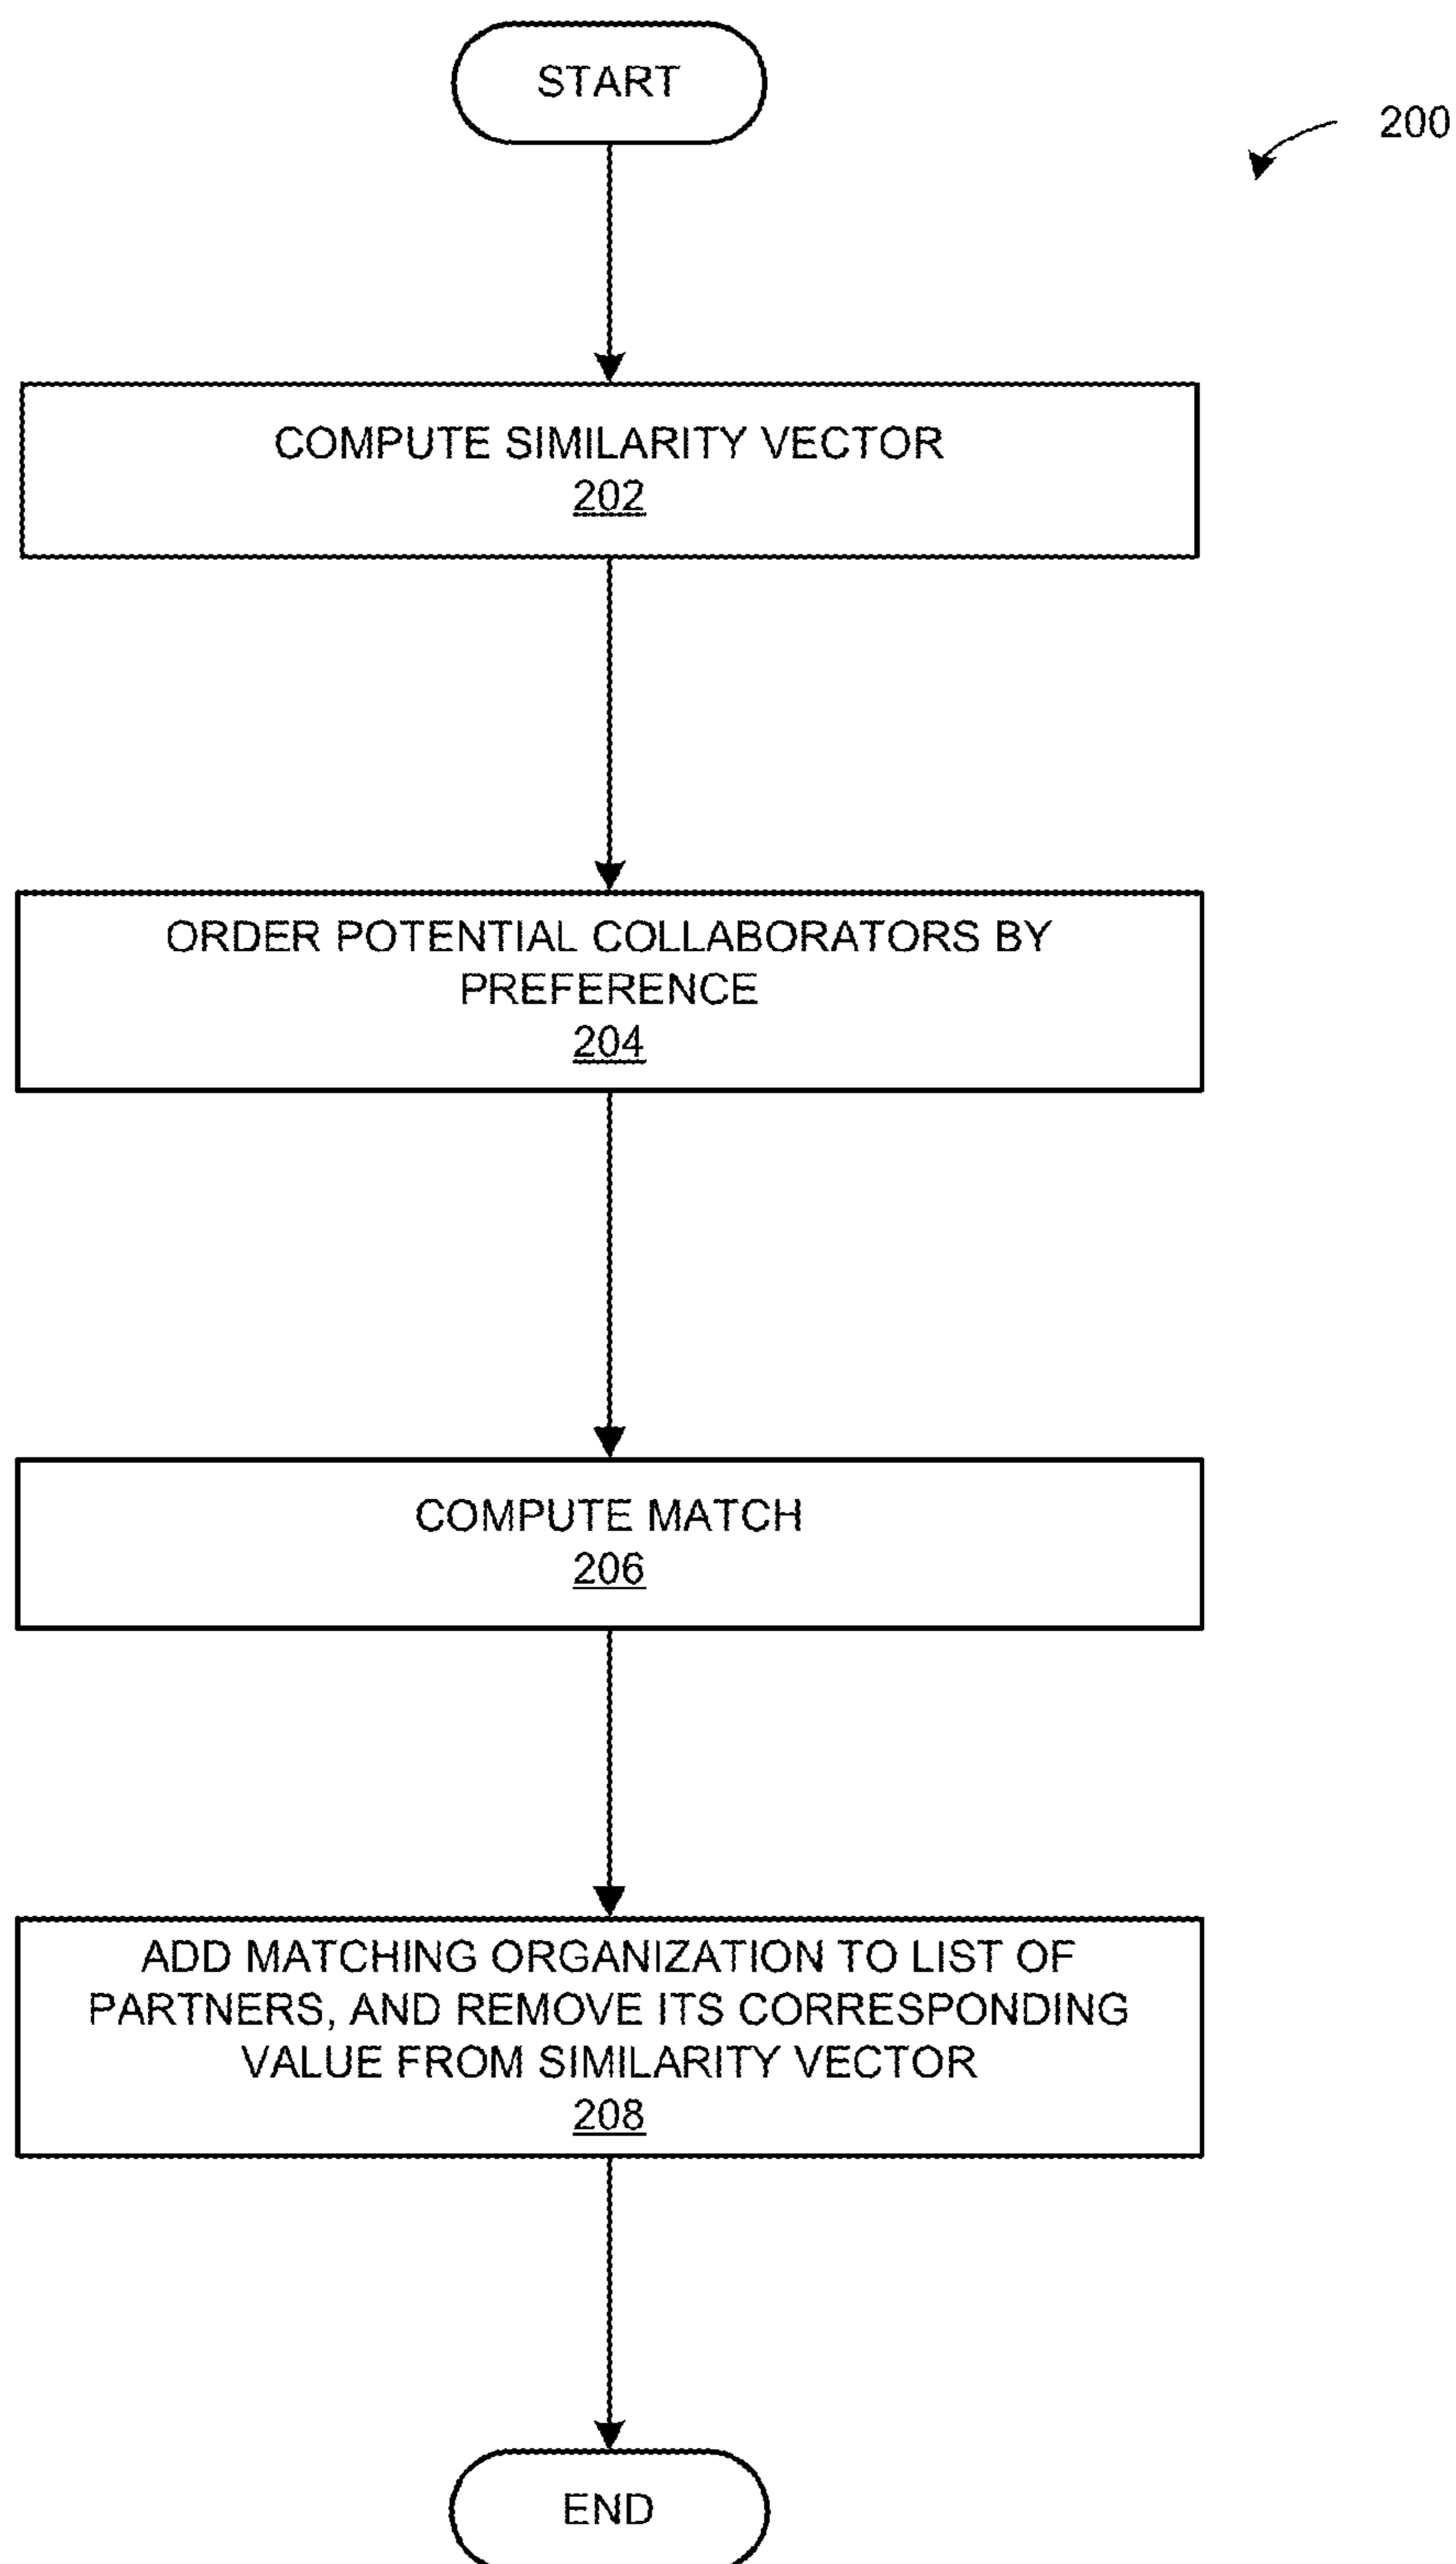 START
200
COMPUTE SIMILARITY VECTOR
202
ORDER POTENTIAL COLLABORATORS BY
PREFERENCE
204
COMPUTE MATCH
206
ADD MATCHING ORGANIZATION TO LIST OF
PARTNERS, AND REMOVE ITS CORRESPONDING
VALUE FROM SIMILARITY VECTOR
208
END